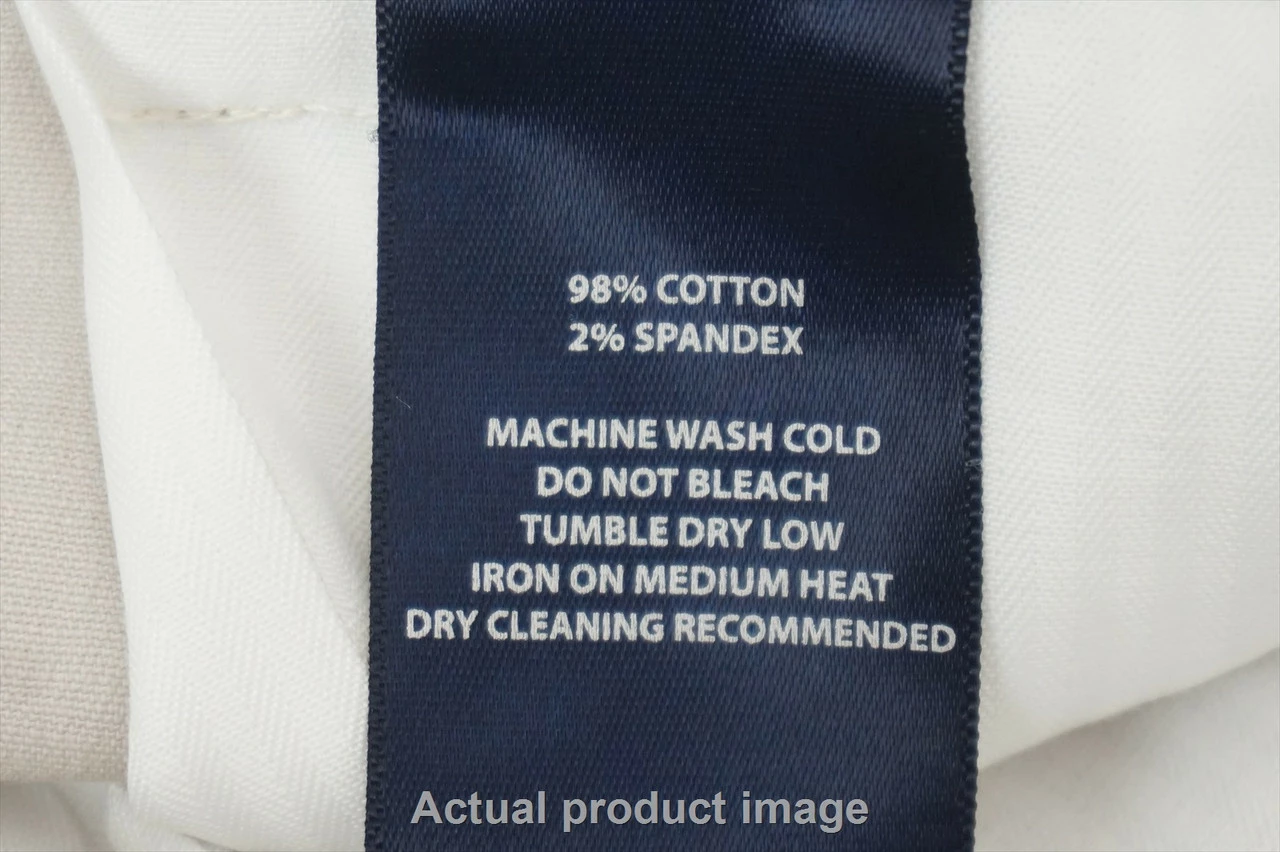 98% COTTON
2% SPANDEX
MACHINE WASH COLD
DO NOT BLEACH
TUMBLE DRY LOW
IRON ON MEDIUM HEAT
DRY CLEANING RECOMMENDED
Actual product image